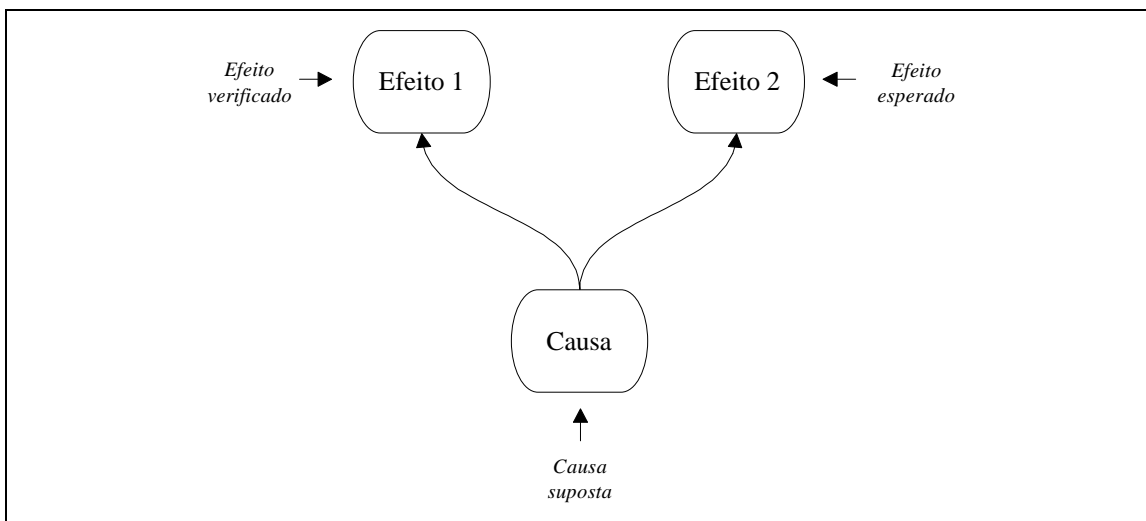 Efeito
verificado
Efeito 1
Efeito 2
Efeito
esperado
Causa
Causa
suposta